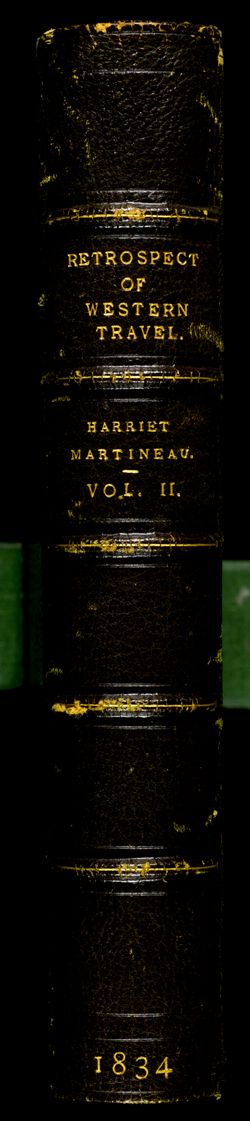 RETROSPECT
OF
WESTERN
TRAVEL.
HARRIET
MARTINEAU.
VOL. II.
1834